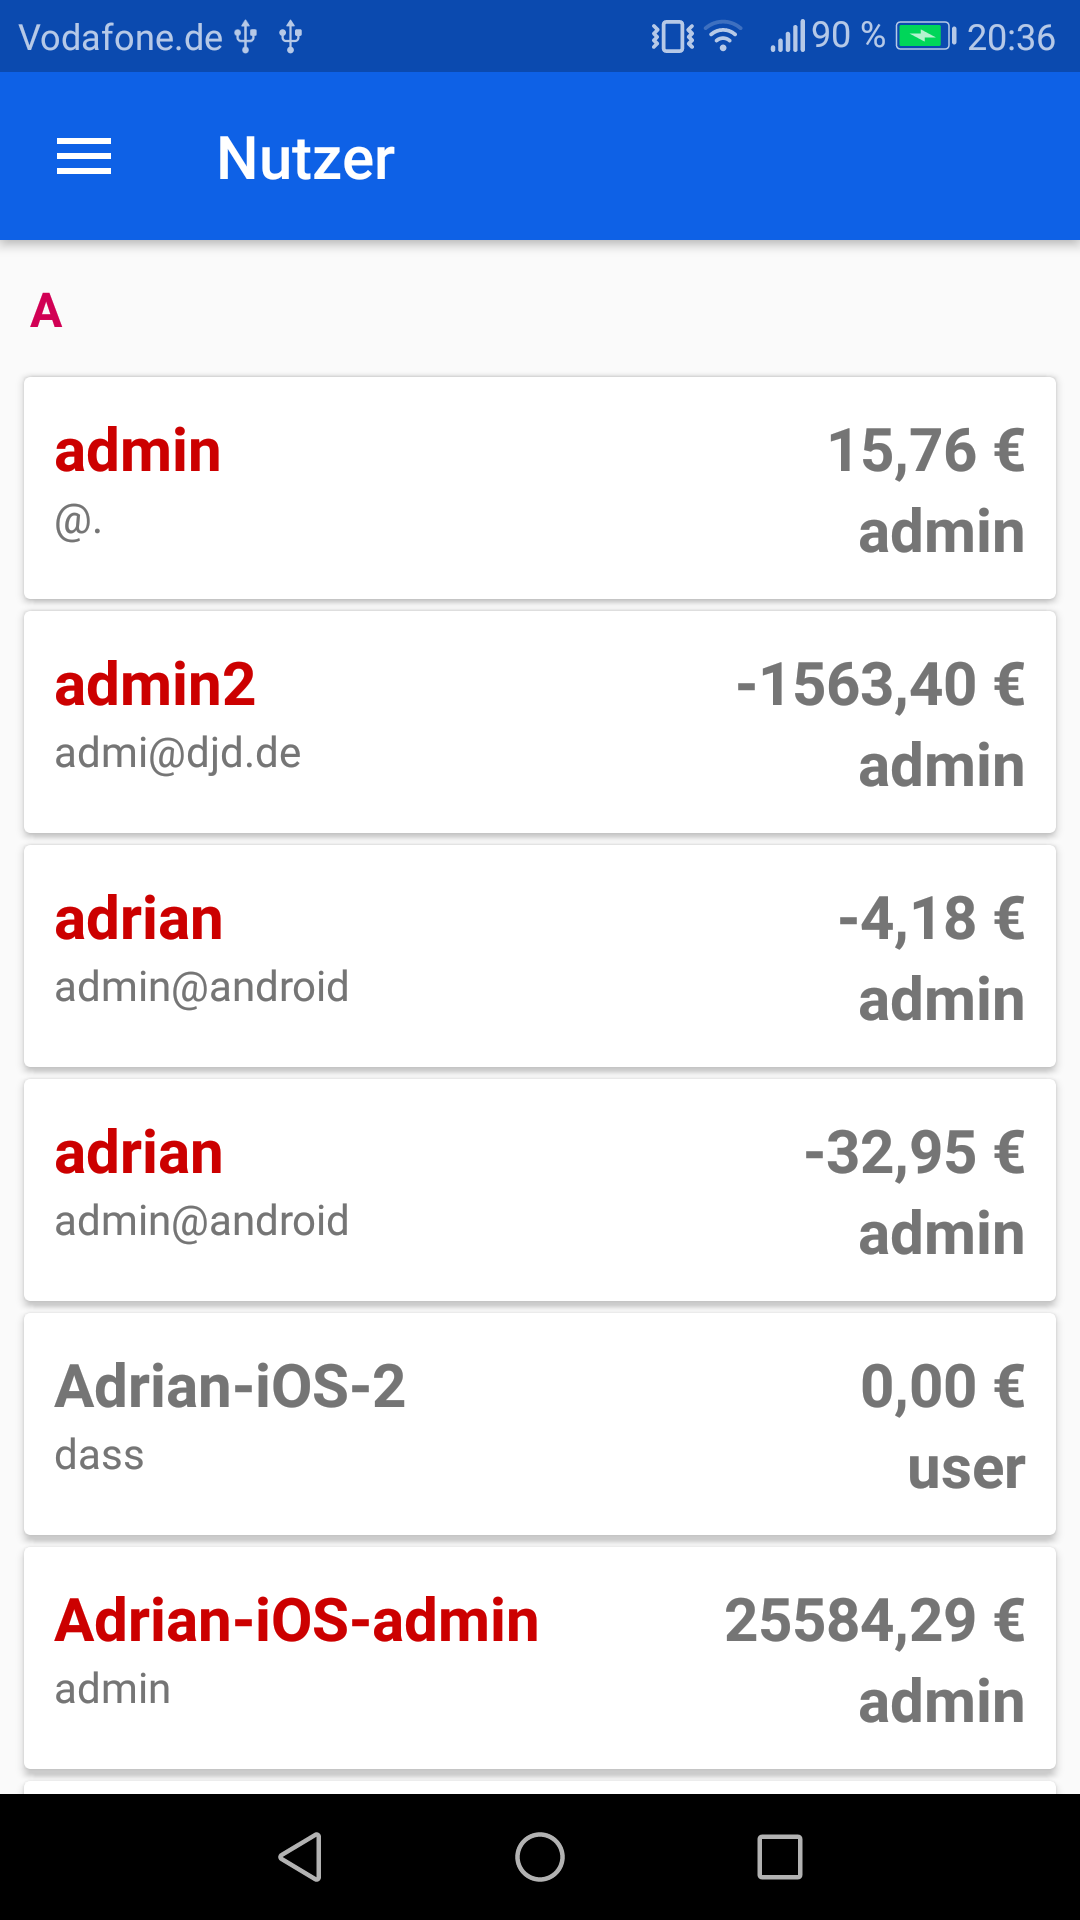 Vodafone.de 90 % 20:36
Nutzer
A
admin 15,76 €
@. admin
admin2 -1563,40 €
admi@djd.de admin
adrian -4,18 €
admin@android admin
adrian -32,95 €
admin@android admin
Adrian-iOS-2 0,00 €
dass user
Adrian-iOS-admin 25584,29 €
admin admin